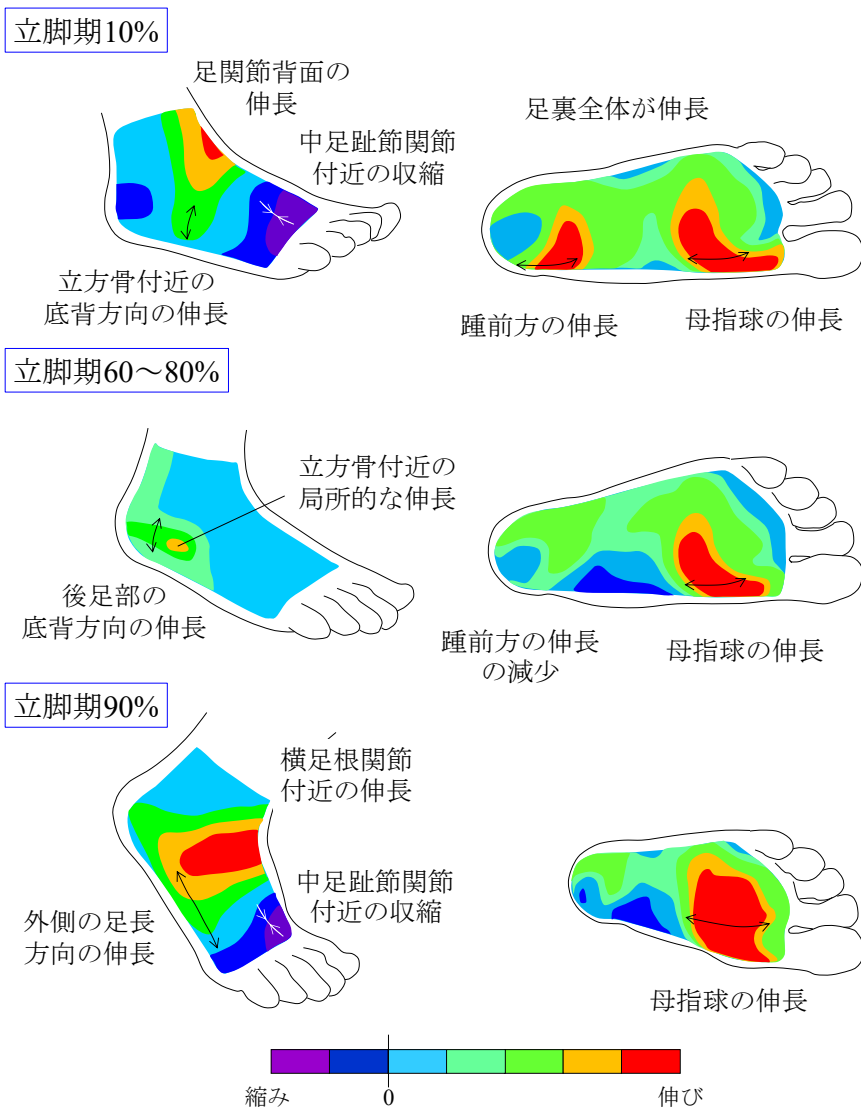 立脚期10%
足関節背面の
伸長
中足趾節関節
付近の収縮
足裏全体が伸長
立方骨付近の
底背方向の伸長
踵前方の伸長
母指球の伸長
立脚期60～80%
立方骨付近の
局所的な伸長
後足部の
底背方向の伸長
踵前方の伸長
の減少
母指球の伸長
立脚期90%
横足根関節
付近の伸長
中足趾節関節
付近の収縮
外側の足長
方向の伸長
母指球の伸長
縮み
0
伸び